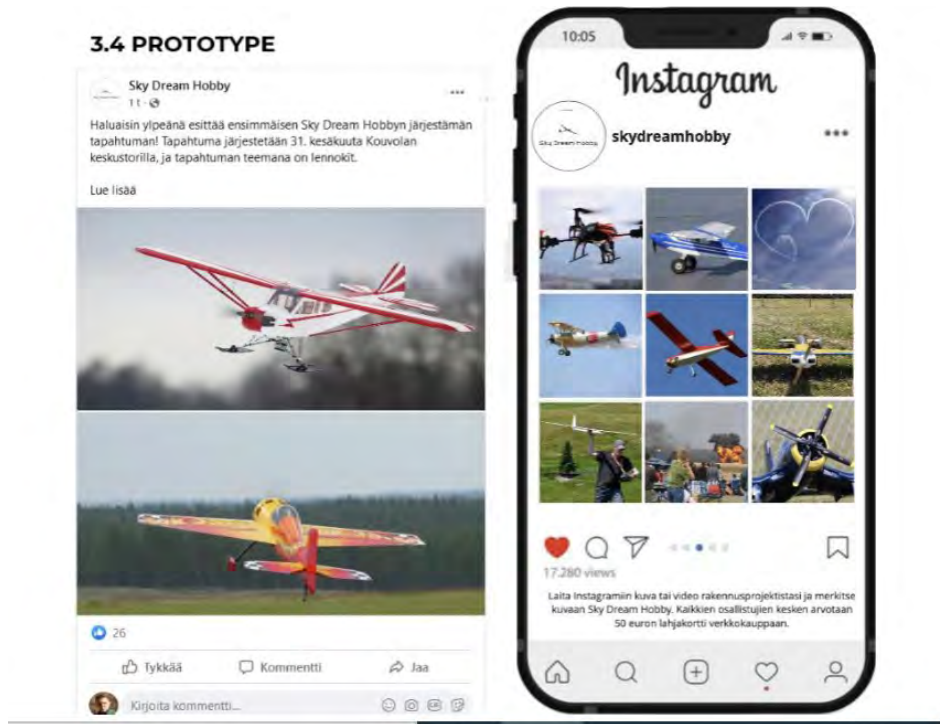 3.4 PROTOTYPE
Sky Dream Hobby
1 t
Haluaisin ylpeänä esittää ensimmäisen Sky Dream Hobbyn järjestämän
tapahtuman! Tapahtuma järjestetään 31. kesäkuuta Kouvolan
keskustorilla, ja tapahtuman teemana on lennokit.
Lue lisää
26
Tykkää
Kommentti
Jaa
Kirjoita kommentti...
GIF
10:05
Instagram
Sky Dream Hobby
skydreamhobby
17.280 views
Laita Instagramiin kuva tai video rakennusprojektistasi ja merkitse
kuvaan Sky Dream Hobby. Kaikkien osallistujien kesken arvotaan
50 euron lahjakortti verkkokauppaan.